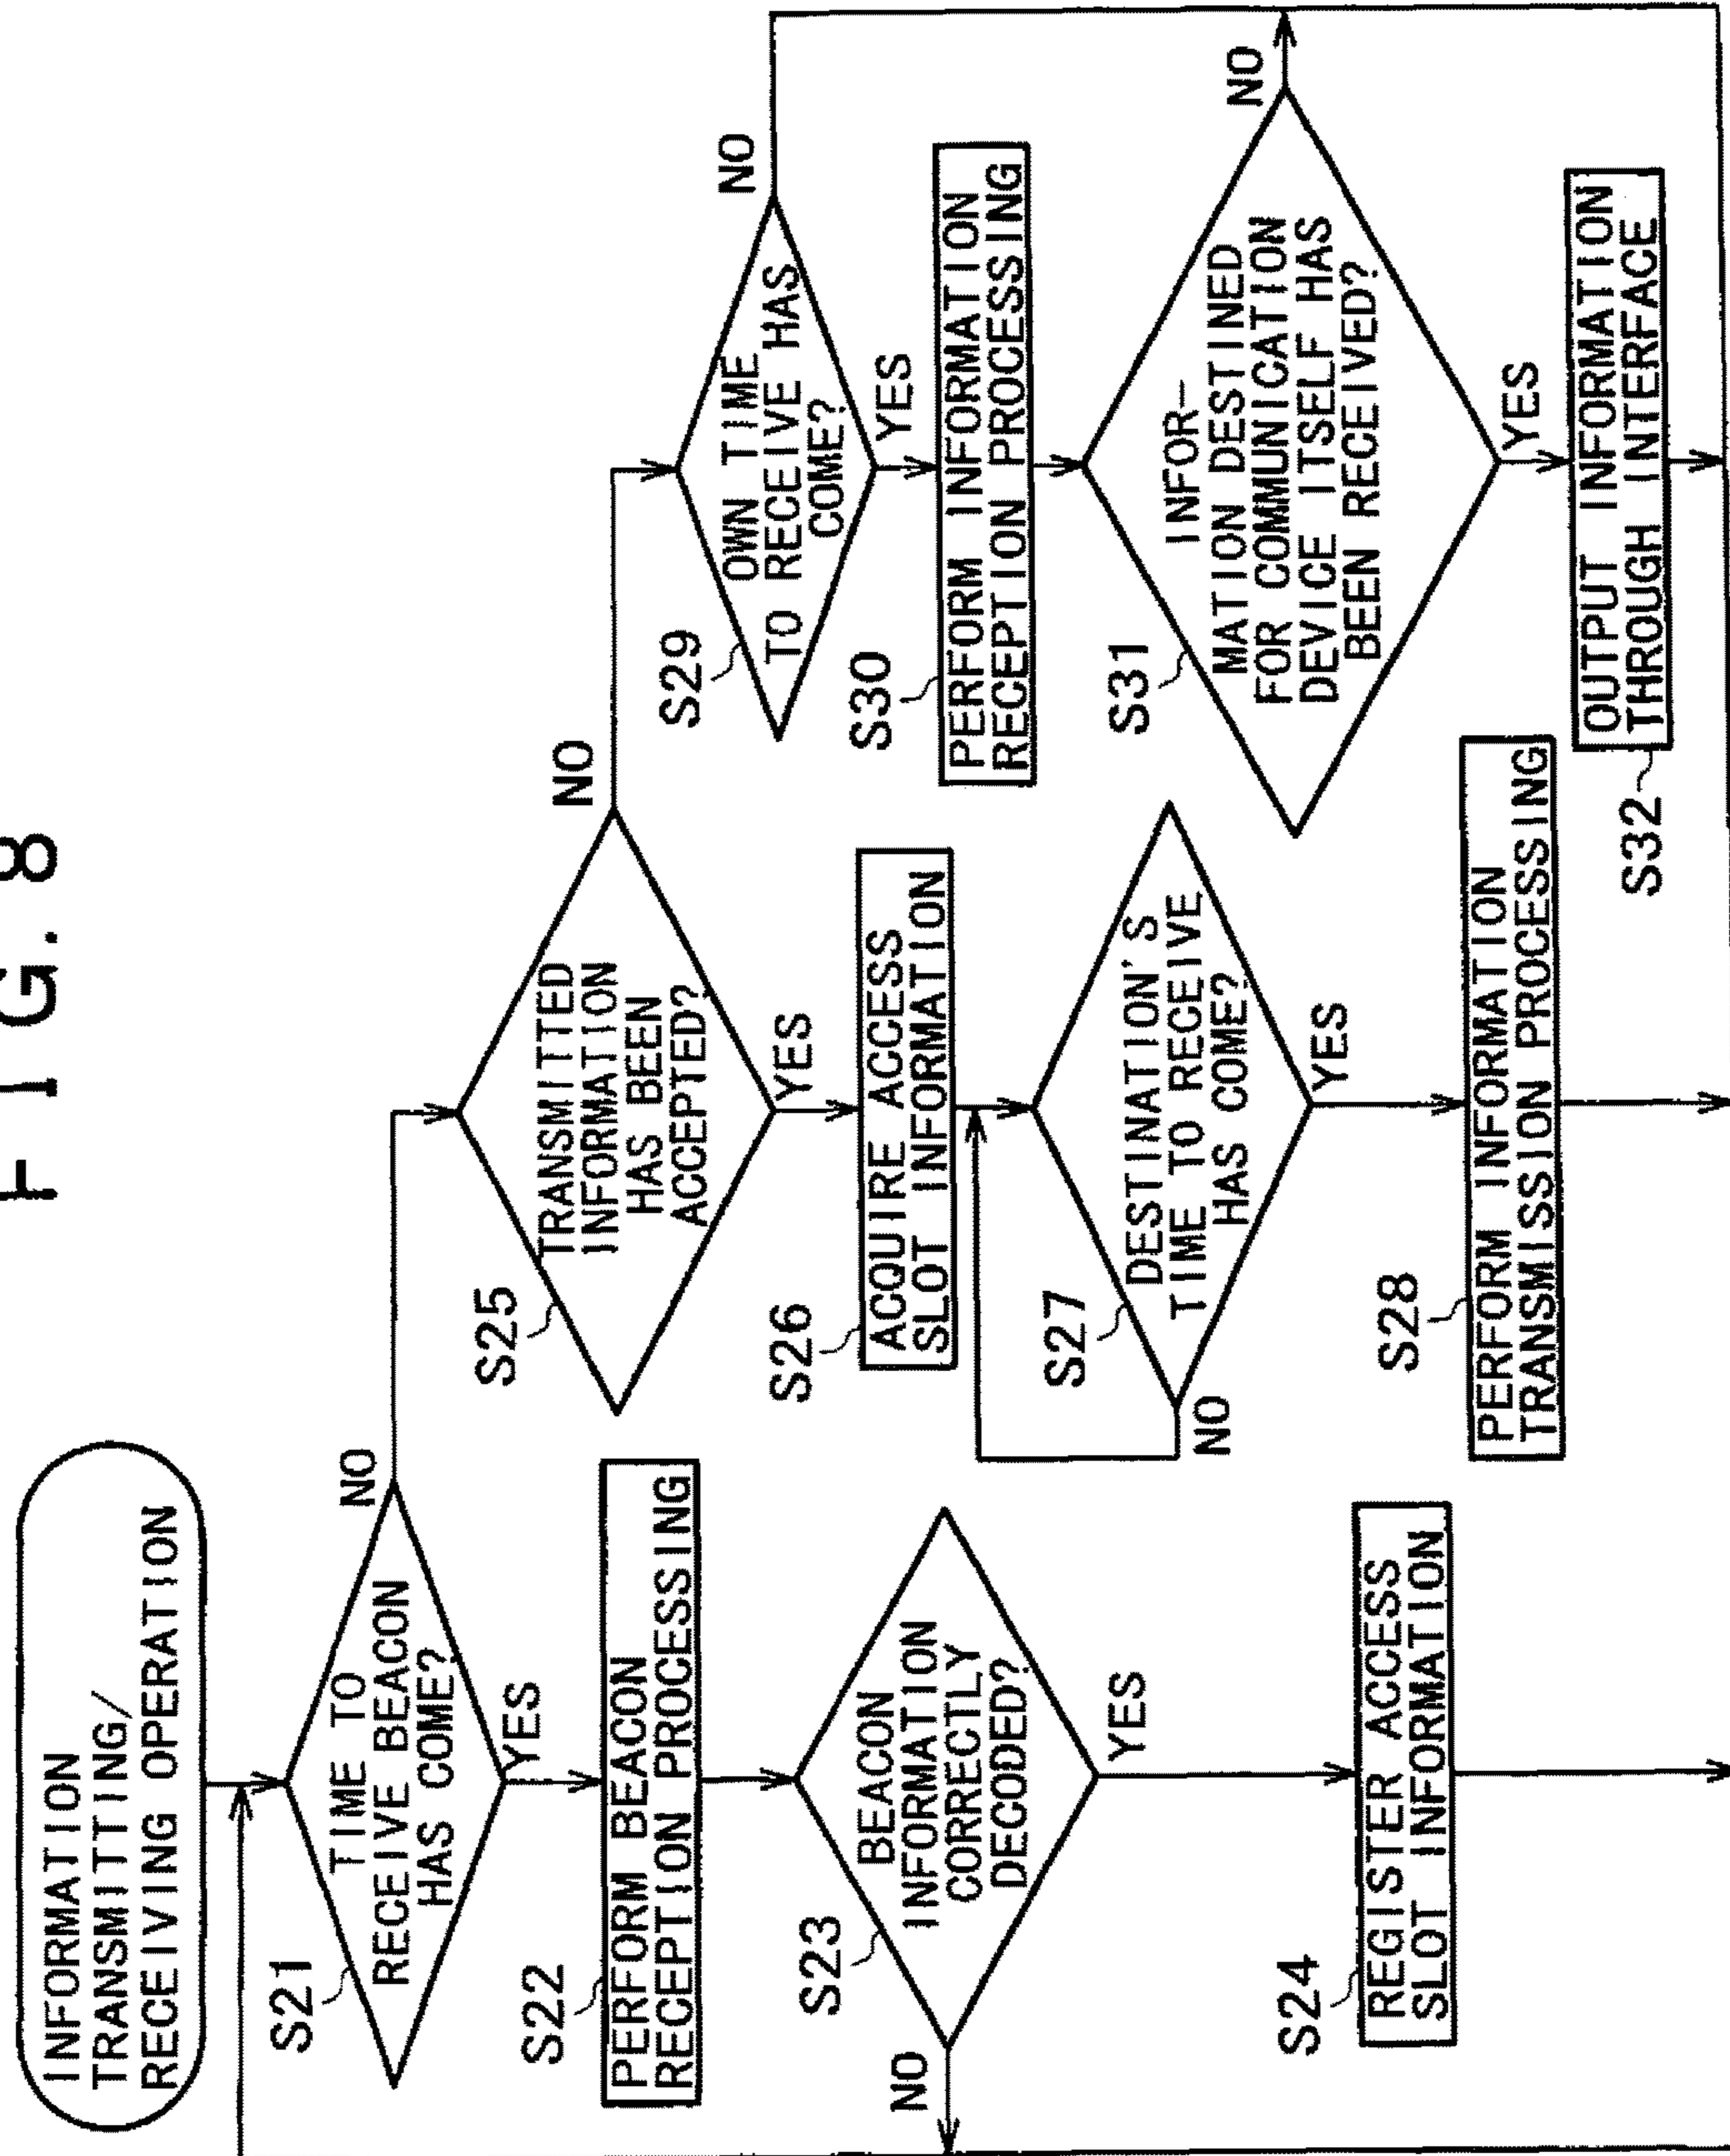 FIG. 8
INFORMATION
TRANSMITTING/
RECEIVING OPERATION
S21
TIME TO
RECEIVE BEACON
HAS COME?
NO
YES
S22
PERFORM BEACON
RECEPTION PROCESSING
S23
BEACON
INFORMATION
CORRECTLY
DECODED?
NO
YES
S24
REGISTER ACCESS
SLOT INFORMATION
S25
TRANSMITTED
INFORMATION
HAS BEEN
ACCEPTED?
NO
YES
S26
ACQUIRE ACCESS
SLOT INFORMATION
S27
DESTINATION'S
TIME TO RECEIVE
HAS COME?
NO
YES
S28
PERFORM INFORMATION
TRANSMISSION PROCESSING
S29
OWN TIME
TO RECEIVE HAS
COME?
NO
YES
S30
PERFORM INFORMATION
RECEPTION PROCESSING
S31
INFOR-
MATION DESTINED
FOR COMMUNICATION
DEVICE ITSELF HAS
BEEN RECEIVED?
NO
YES
S32
OUTPUT INFORMATION
THROUGH INTERFACE